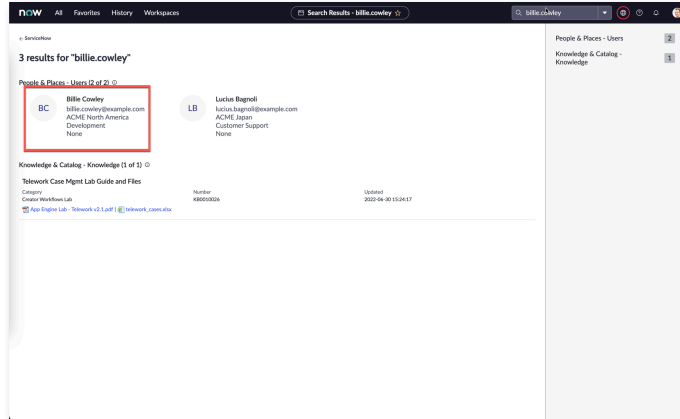 now All Favorites History Workspaces Search Results - billie.cowley billie.cowley
ServiceNow
3 results for "billie.cowley"
People & Places - Users (2 of 2)
BC
Billie Cowley
billie.cowley@example.com
ACME North America
Development
None
LB
Lucius Bagnoli
lucius.bagnoli@example.com
ACME Japan
Customer Support
None
Knowledge & Catalog - Knowledge (1 of 1)
Telework Case Mgmt Lab Guide and Files
Category Number Updated
Creator Workflows Lab KB0010026 2022-06-30 15:24:17
App Engine Lab - Telework v2.1.pdf | telework_cases.xlsx
People & Places - Users 2
Knowledge & Catalog - Knowledge 1